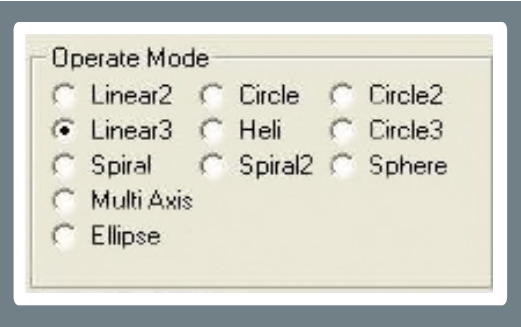 Operate Mode
Linear2 Circle Circle2
Linear3 Heli Circle3
Spiral Spiral2 Sphere
Multi Axis
Ellipse